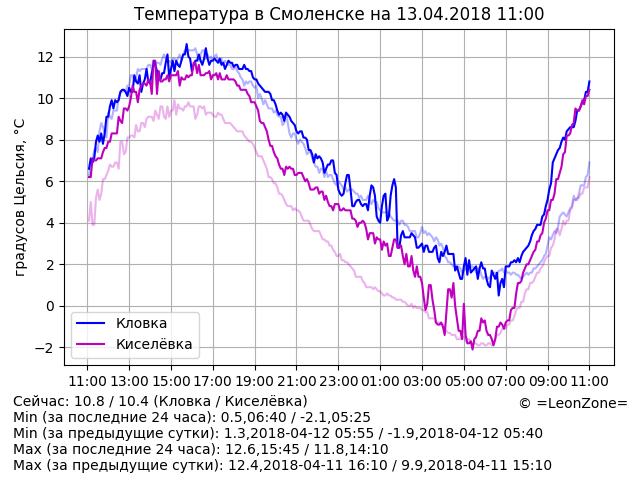 Температура в Смоленске на 13.04.2018 11:00
градусов Цельсия, °C
12
10
8
6
4
2
0
−2
Кловка
Киселёвка
11:00 13:00 15:00 17:00 19:00 21:00 23:00 01:00 03:00 05:00 07:00 09:00 11:00
Сейчас: 10.8 / 10.4 (Кловка / Киселёвка)
© =LeonZone=
Min (за последние 24 часа): 0.5,06:40 / -2.1,05:25
Min (за предыдущие сутки): 1.3,2018-04-12 05:55 / -1.9,2018-04-12 05:40
Max (за последние 24 часа): 12.6,15:45 / 11.8,14:10
Max (за предыдущие сутки): 12.4,2018-04-11 16:10 / 9.9,2018-04-11 15:10